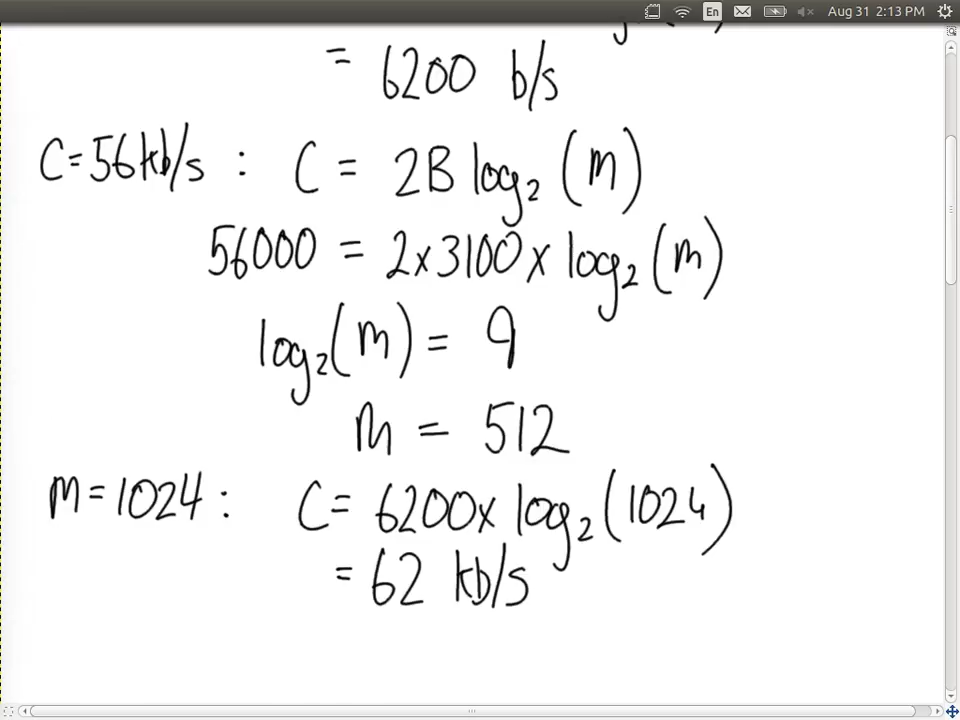 En Aug 31 2:13 PM
= 6200 b/s
C=56kb/s : C = 2B log₂ (M)
56000 = 2x3100x log₂ (M)
log₂(M) = 9
M = 512
M=1024 : C= 6200x log₂ (1024)
= 62 kb/s